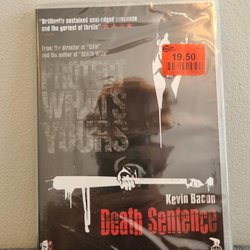 "Brilliantly sustained seat-edged suspense
and the goriest of thrills"
from the director of "SAW"
and the author of "DEATH WISH"
19.50
PROTECT
WHAT'S
YOURS
Kevin Bacon
Death Sentence